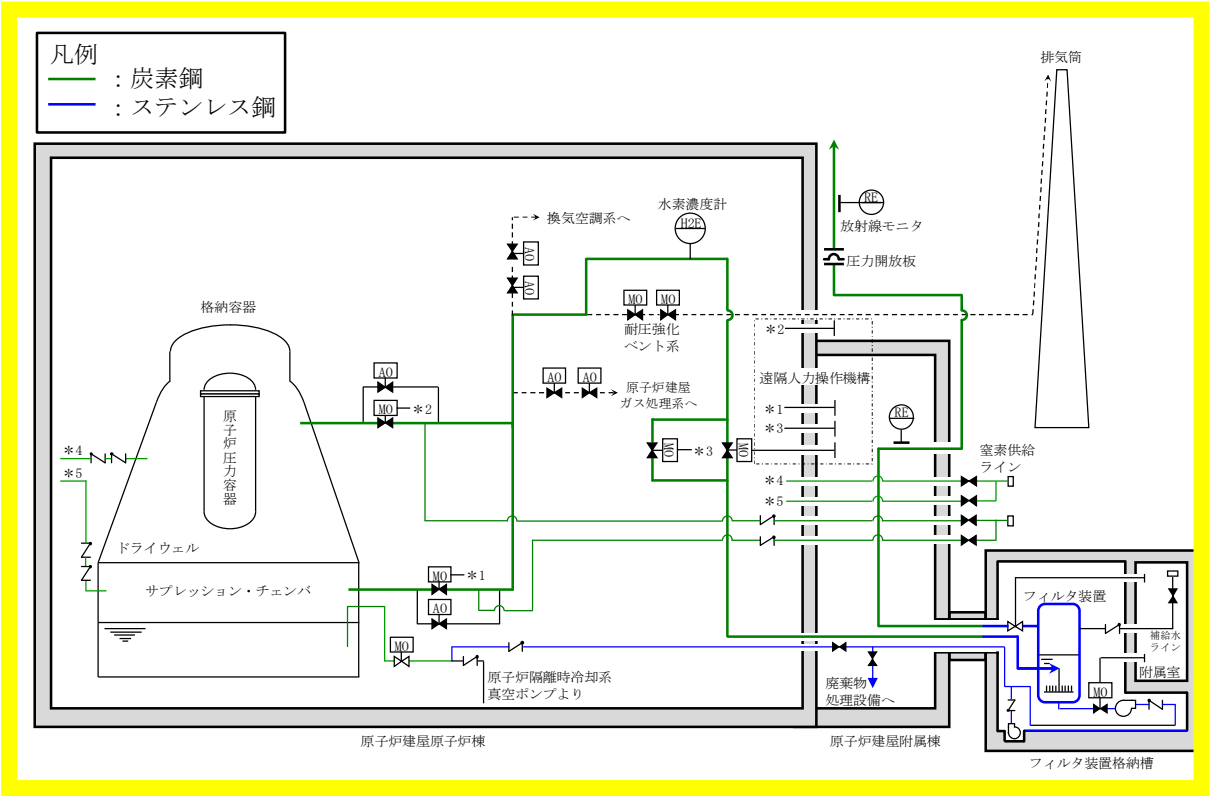 凡例
：炭素鋼
：ステンレス鋼
排気筒
水素濃度計
H2E
RE
放射線モニタ
換気空調系へ
AO
AO
圧力開放板
格納容器
MO
MO
耐圧強化
ベント系
＊2
遠隔人力操作機構
＊1
＊3
AO
MO
＊2
AO
AO
原子炉建屋
ガス処理系へ
RE
原子炉圧力容器
MO
＊3
MO
＊4
＊5
＊4
＊5
窒素供給
ライン
ドライウェル
サプレッション・チェンバ
MO
＊1
AO
MO
原子炉隔離時冷却系
真空ポンプより
廃棄物
処理設備へ
フィルタ装置
補給水
ライン
附属室
MO
原子炉建屋原子炉棟
原子炉建屋附属棟
フィルタ装置格納槽